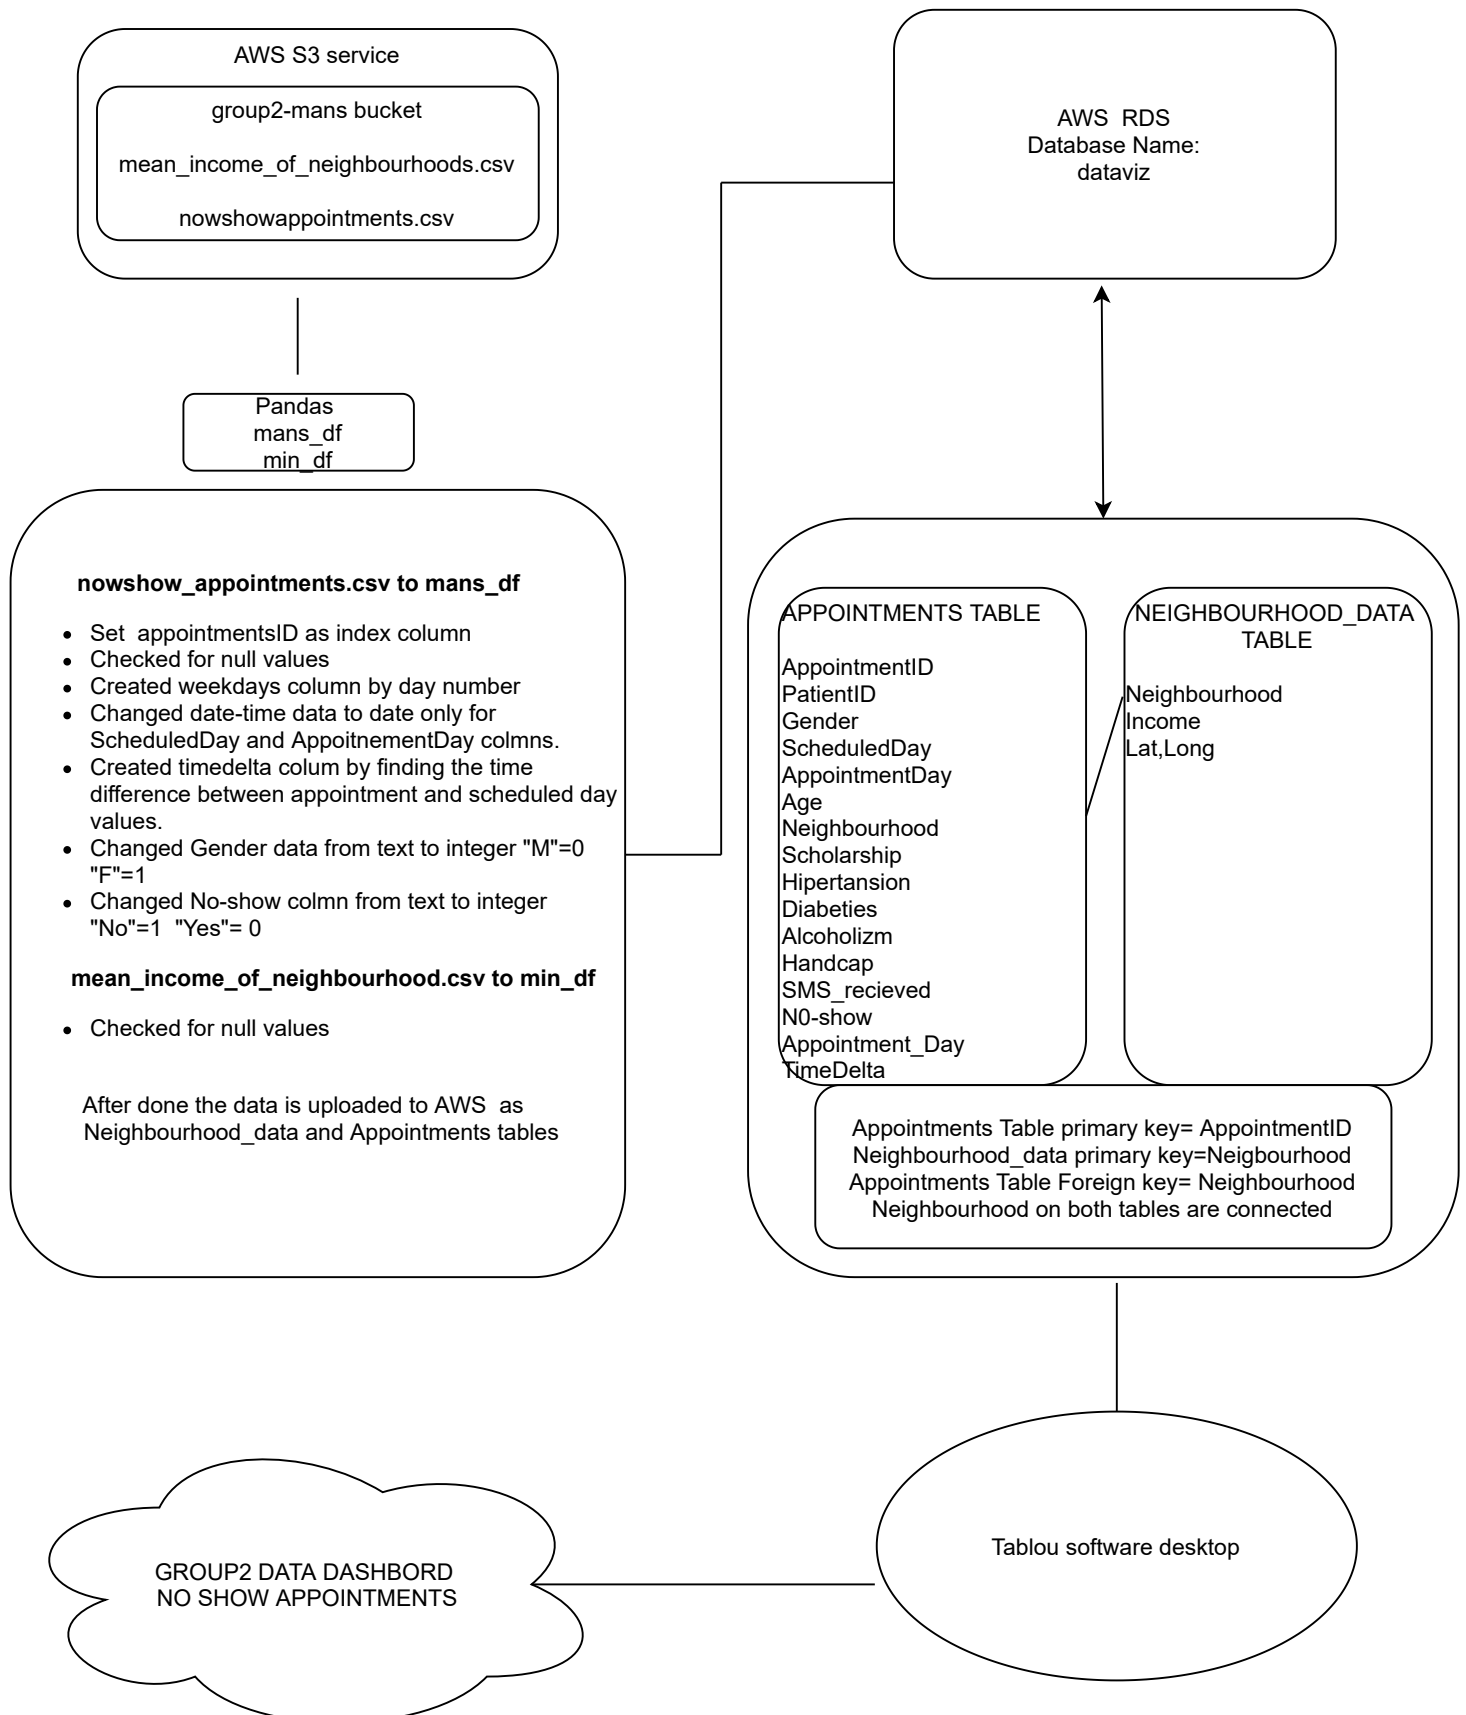 AWS S3 service
group2-mans bucket
mean_income_of_neighbourhoods.csv
nowshowappointments.csv
AWS  RDS
Database Name:
dataviz
Pandas
mans_df
min_df
nowshow_appointments.csv to mans_df
Set  appointmentsID as index column
Checked for null values
Created weekdays column by day number
Changed date-time data to date only for
ScheduledDay and AppoitnementDay colmns.
Created timedelta colum by finding the time
difference between appointment and scheduled day
values.
Changed Gender data from text to integer "M"=0
"F"=1
Changed No-show colmn from text to integer
"No"=1  "Yes"= 0
mean_income_of_neighbourhood.csv to min_df
Checked for null values
After done the data is uploaded to AWS  as
Neighbourhood_data and Appointments tables
APPOINTMENTS TABLE
AppointmentID
PatientID
Gender
ScheduledDay
AppointmentDay
Age
Neighbourhood
Scholarship
Hipertansion
Diabeties
Alcoholizm
Handcap
SMS_recieved
N0-show
Appointment_Day
TimeDelta
NEIGHBOURHOOD_DATA
TABLE
Neighbourhood
Income
Lat,Long
Appointments Table primary key= AppointmentID
Neighbourhood_data primary key=Neigbourhood
Appointments Table Foreign key= Neighbourhood
Neighbourhood on both tables are connected
Tablou software desktop
GROUP2 DATA DASHBORD
NO SHOW APPOINTMENTS